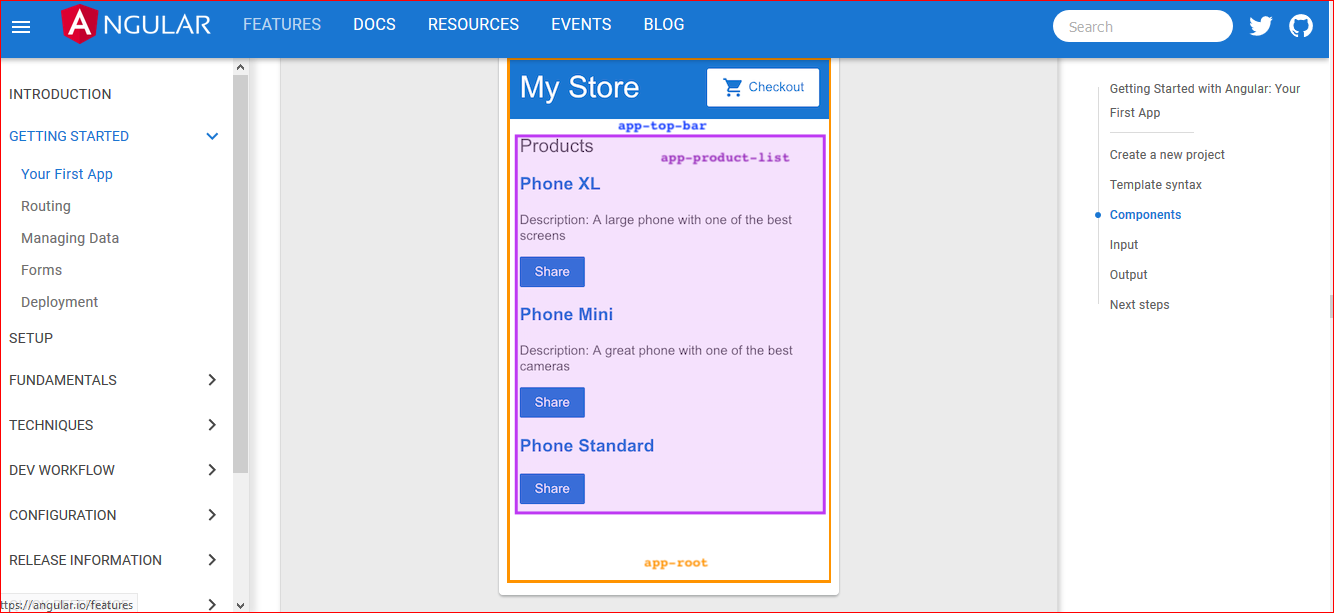 ANGULAR
FEATURES
DOCS
RESOURCES
EVENTS
BLOG
Search
INTRODUCTION
GETTING STARTED
Your First App
Routing
Managing Data
Forms
Deployment
SETUP
FUNDAMENTALS
TECHNIQUES
DEV WORKFLOW
CONFIGURATION
RELEASE INFORMATION
ttps://angular.io/features
My Store
Checkout
app-top-bar
Products
app-product-list
Phone XL
Description: A large phone with one of the best
screens
Share
Phone Mini
Description: A great phone with one of the best
cameras
Share
Phone Standard
Share
app-root
Getting Started with Angular: Your
First App
Create a new project
Template syntax
Components
Input
Output
Next steps